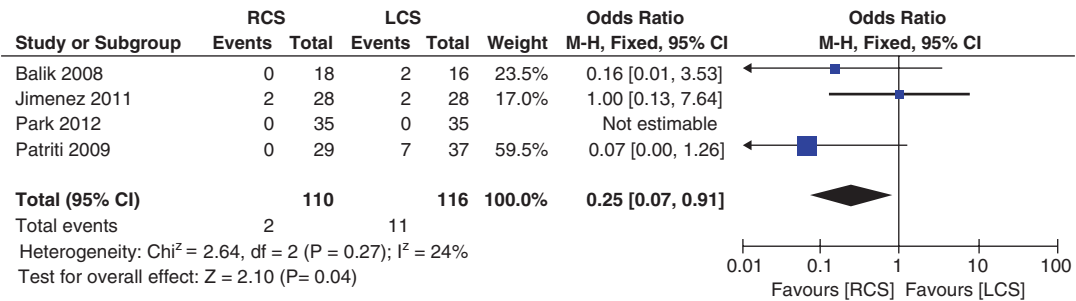 RCS LCS Odds Ratio Odds Ratio
Study or Subgroup Events Total Events Total Weight M-H, Fixed, 95% CI M-H, Fixed, 95% CI
Balik 2008 0 18 2 16 23.5% 0.16 [0.01, 3.53]
Jimenez 2011 2 28 2 28 17.0% 1.00 [0.13, 7.64]
Park 2012 0 35 0 35 Not estimable
Patriti 2009 0 29 7 37 59.5% 0.07 [0.00, 1.26]
Total (95% CI) 110 116 100.0% 0.25 [0.07, 0.91]
Total events 2 11
Heterogeneity: Chi^z = 2.64, df = 2 (P = 0.27); I^z = 24%
Test for overall effect: Z = 2.10 (P= 0.04)
0.01 0.1 1 10 100
Favours [RCS] Favours [LCS]